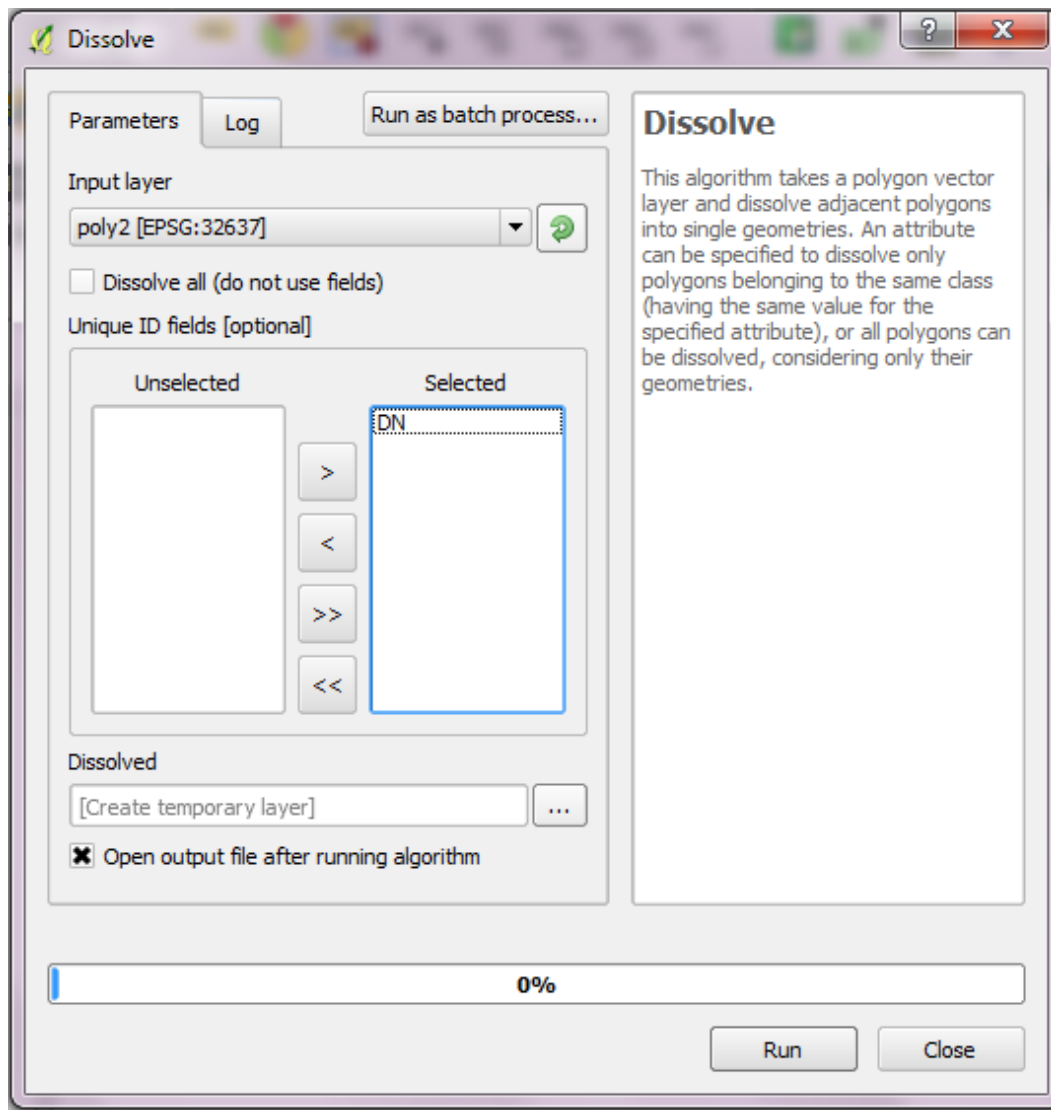 Dissolve
?
X
Parameters
Log
Run as batch process...
Input layer
poly2 [EPSG:32637]
Dissolve all (do not use fields)
Unique ID fields [optional]
Unselected
Selected
DN
>
<
>>
<<
Dissolved
[Create temporary layer]
...
Open output file after running algorithm
Dissolve
This algorithm takes a polygon vector
layer and dissolve adjacent polygons
into single geometries. An attribute
can be specified to dissolve only
polygons belonging to the same class
(having the same value for the
specified attribute), or all polygons can
be dissolved, considering only their
geometries.
0%
Run
Close